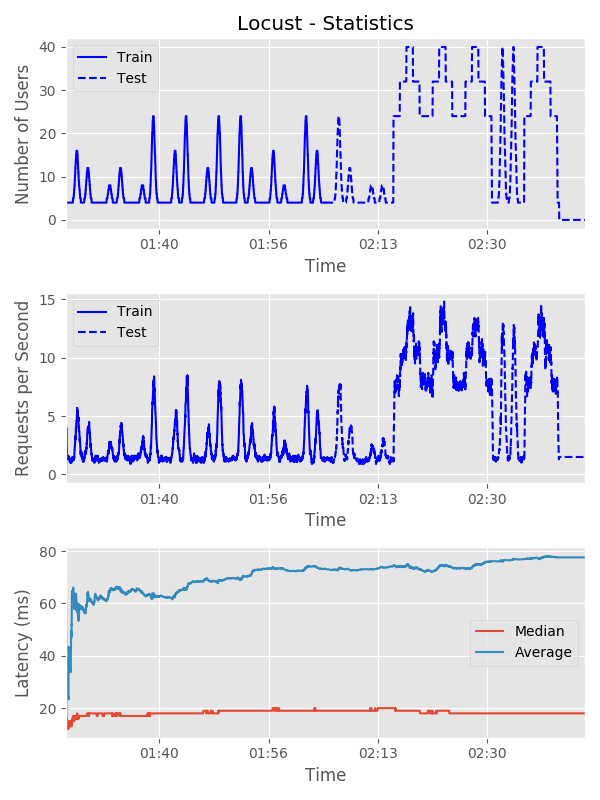 Locust - Statistics
Number of Users
40
30
20
10
0
Train
Test
01:40
01:56
02:13
02:30
Time
Requests per Second
15
10
5
0
Train
Test
01:40
01:56
02:13
02:30
Time
Latency (ms)
80
60
40
20
Median
Average
01:40
01:56
02:13
02:30
Time